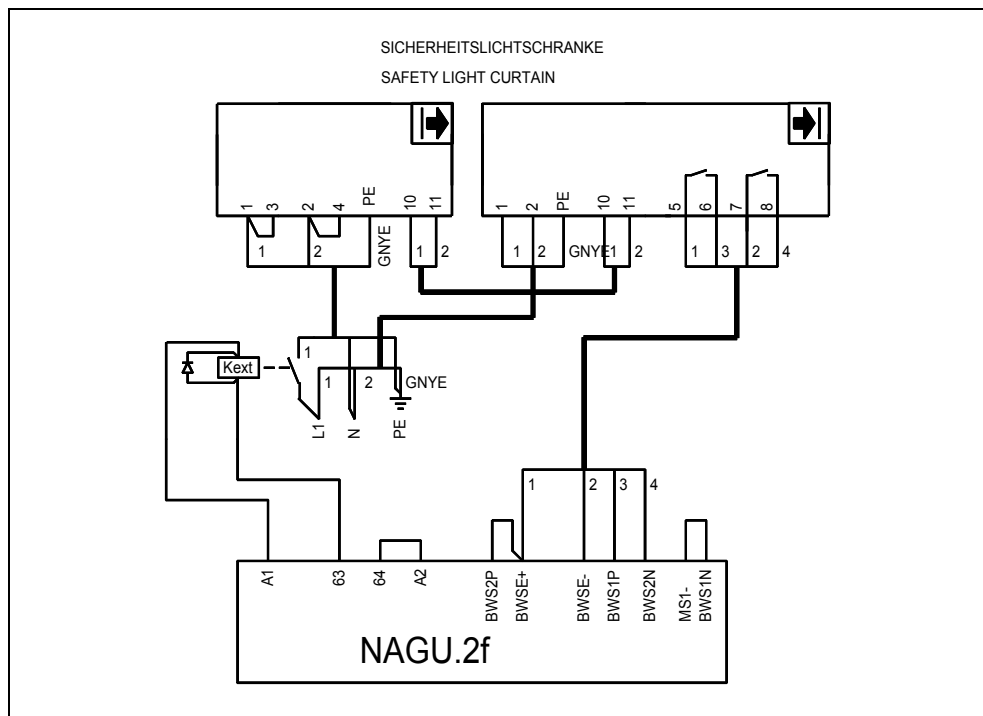 SICHERHEITSLICHTSCHRANKE
SAFETY LIGHT CURTAIN
1 3 2 4 PE 10 11
1 2 PE 10 11 5 6 7 8
1 2 GNYE 1 2
1 2 GNYE 1 2 1 3 2 4
Kext
1
1 2 GNYE
L1 N PE
1 2 3 4
A1 63 64 A2 BWS2P BWSE+ BWSE- BWS1P BWS2N MS1- BWS1N
NAGU.2f